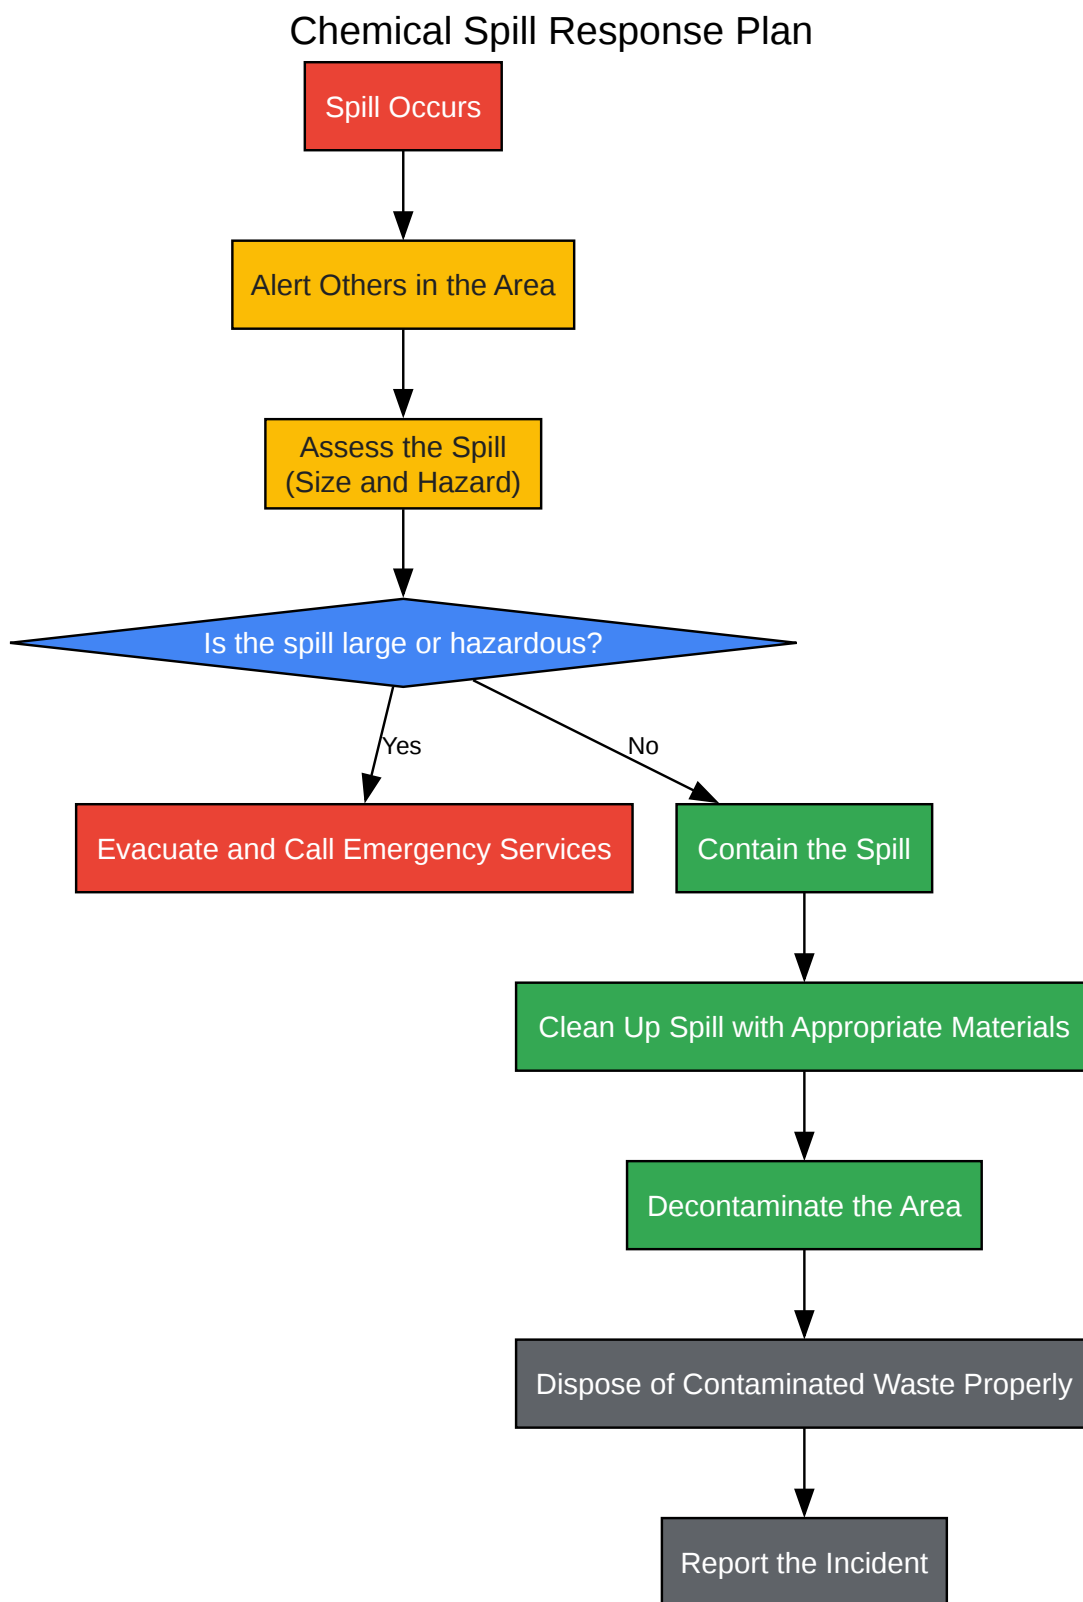 Chemical Spill Response Plan
Spill Occurs
Alert Others in the Area
Assess the Spill
(Size and Hazard)
Is the spill large or hazardous?
Yes
No
Evacuate and Call Emergency Services
Contain the Spill
Clean Up Spill with Appropriate Materials
Decontaminate the Area
Dispose of Contaminated Waste Properly
Report the Incident